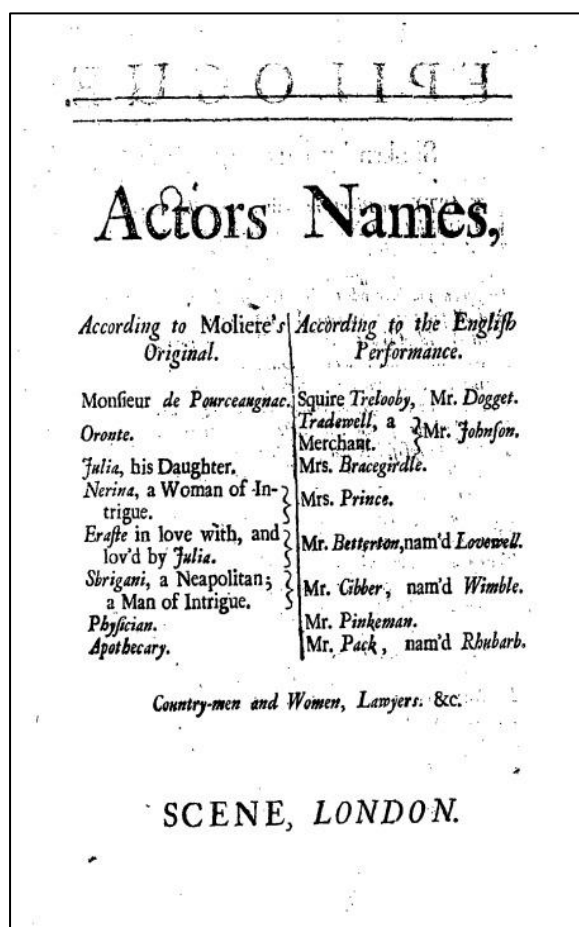 Actors Names,
According to Moliere's According to the Engliſh
Original. Performance.
Monſieur de Pourceaugnac. Squire Trelooby, Mr. Dogget.
Oronte. Tradewell, a Merchant. Mr. Johnſon.
Julia, his Daughter. Mrs. Bracegirdle.
Nerina, a Woman of In-
trigue. Mrs. Prince.
Eraſte in love with, and
lov'd by Julia. Mr. Betterton, nam'd Lovewell.
Sbrigani, a Neapolitan;
a Man of Intrigue. Mr. Cibber, nam'd Wimble.
Phyſician. Mr. Pinkeman.
Apothecary. Mr. Pack, nam'd Rhubarb.
Country-men and Women, Lawyers. &c.
SCENE, LONDON.